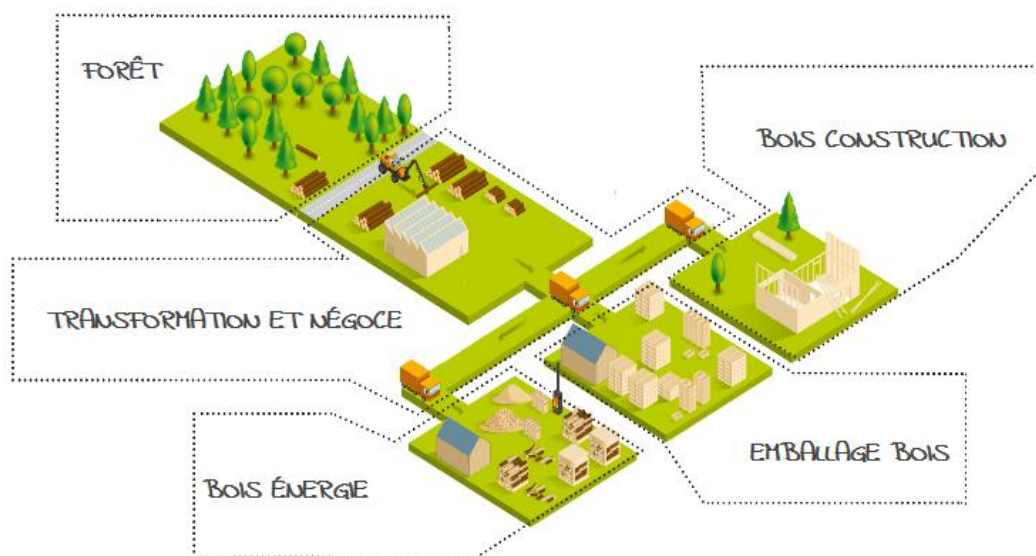 FORÊT
BOIS CONSTRUCTION
TRANSFORMATION ET NÉGOCE
EMBALLAGE BOIS
BOIS ÉNERGIE